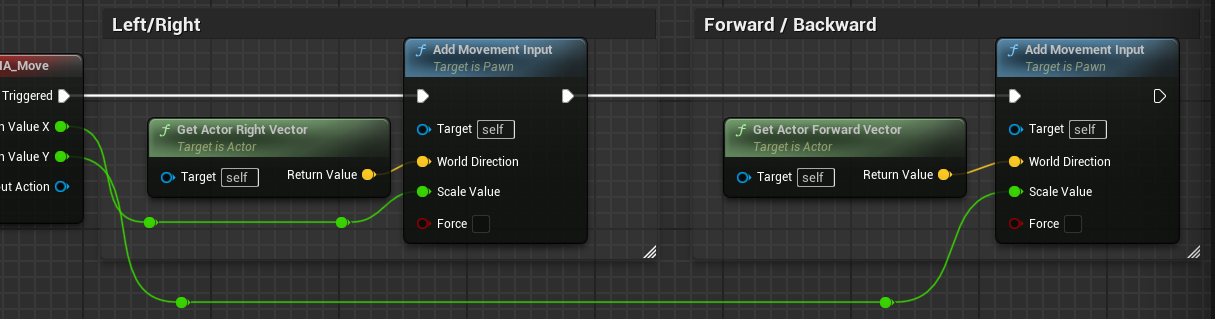 Left/Right
Forward / Backward
IA_Move
Triggered
n Value X
n Value Y
ut Action
f Get Actor Right Vector
Target is Actor
Target self
Return Value
f Add Movement Input
Target is Pawn
Target self
World Direction
Scale Value
Force
f Get Actor Forward Vector
Target is Actor
Target self
Return Value
f Add Movement Input
Target is Pawn
Target self
World Direction
Scale Value
Force